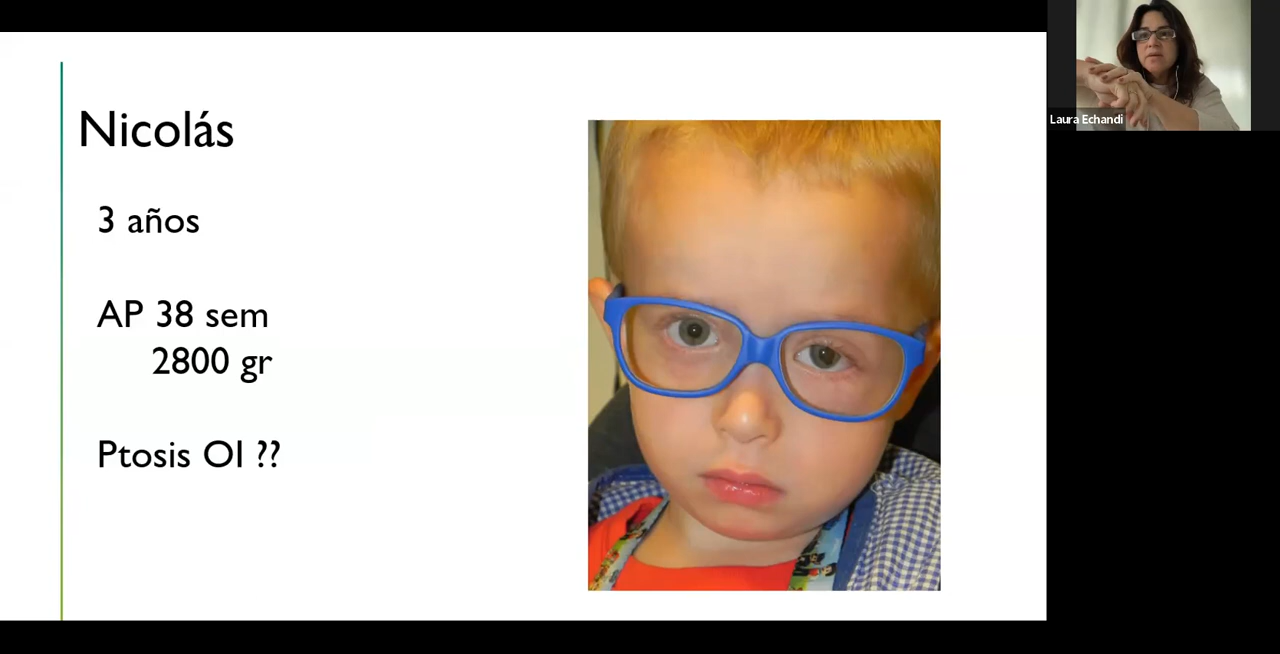 Nicolás
3 años
AP 38 sem
2800 gr
Ptosis OI ??
Laura Echandi